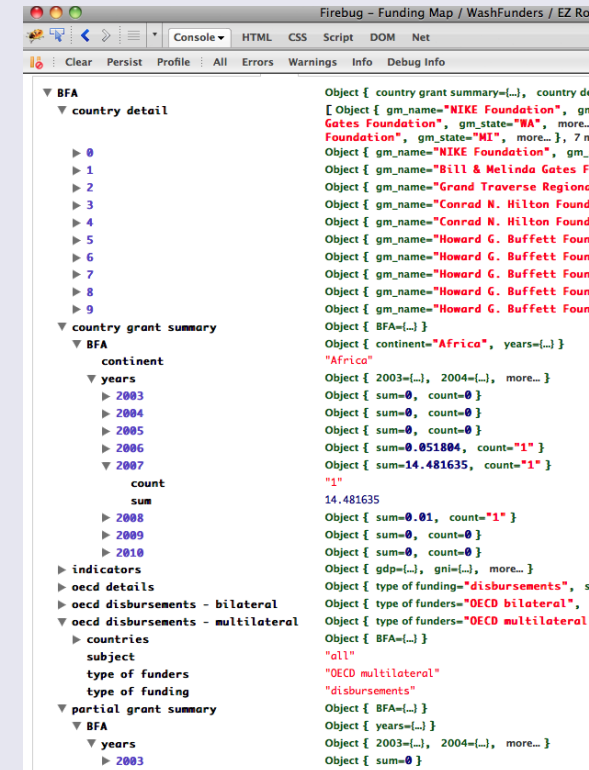 Firebug - Funding Map / WashFunders / EZ Ro
Console HTML CSS Script DOM Net
Clear Persist Profile All Errors Warnings Info Debug Info
BFA Object { country grant summary={...}, country de
country detail [ Object { gm_name="NIKE Foundation", gm
Gates Foundation", gm_state="WA", more...
Foundation", gm_state="MI", more... }, 7 m
0 Object { gm_name="NIKE Foundation", gm_
1 Object { gm_name="Bill & Melinda Gates F
2 Object { gm_name="Grand Traverse Regiona
3 Object { gm_name="Conrad N. Hilton Found
4 Object { gm_name="Conrad N. Hilton Found
5 Object { gm_name="Howard G. Buffett Foun
6 Object { gm_name="Howard G. Buffett Foun
7 Object { gm_name="Howard G. Buffett Foun
8 Object { gm_name="Howard G. Buffett Foun
9 Object { gm_name="Howard G. Buffett Foun
country grant summary Object { BFA={...} }
BFA Object { continent="Africa", years={...} }
continent "Africa"
years Object { 2003={...}, 2004={...}, more... }
2003 Object { sum=0, count=0 }
2004 Object { sum=0, count=0 }
2005 Object { sum=0, count=0 }
2006 Object { sum=0.051804, count="1" }
2007 Object { sum=14.481635, count="1" }
count "1"
sum 14.481635
2008 Object { sum=0.01, count="1" }
2009 Object { sum=0, count=0 }
2010 Object { sum=0, count=0 }
indicators Object { gdp={...}, gni={...}, more... }
oecd details Object { type of funding="disbursements", s
oecd disbursements - bilateral Object { type of funders="OECD bilateral",
oecd disbursements - multilateral Object { type of funders="OECD multilateral
countries Object { BFA={...} }
subject "all"
type of funders "OECD multilateral"
type of funding "disbursements"
partial grant summary Object { BFA={...} }
BFA Object { years={...} }
years Object { 2003={...}, 2004={...}, more... }
2003 Object { sum=0 }